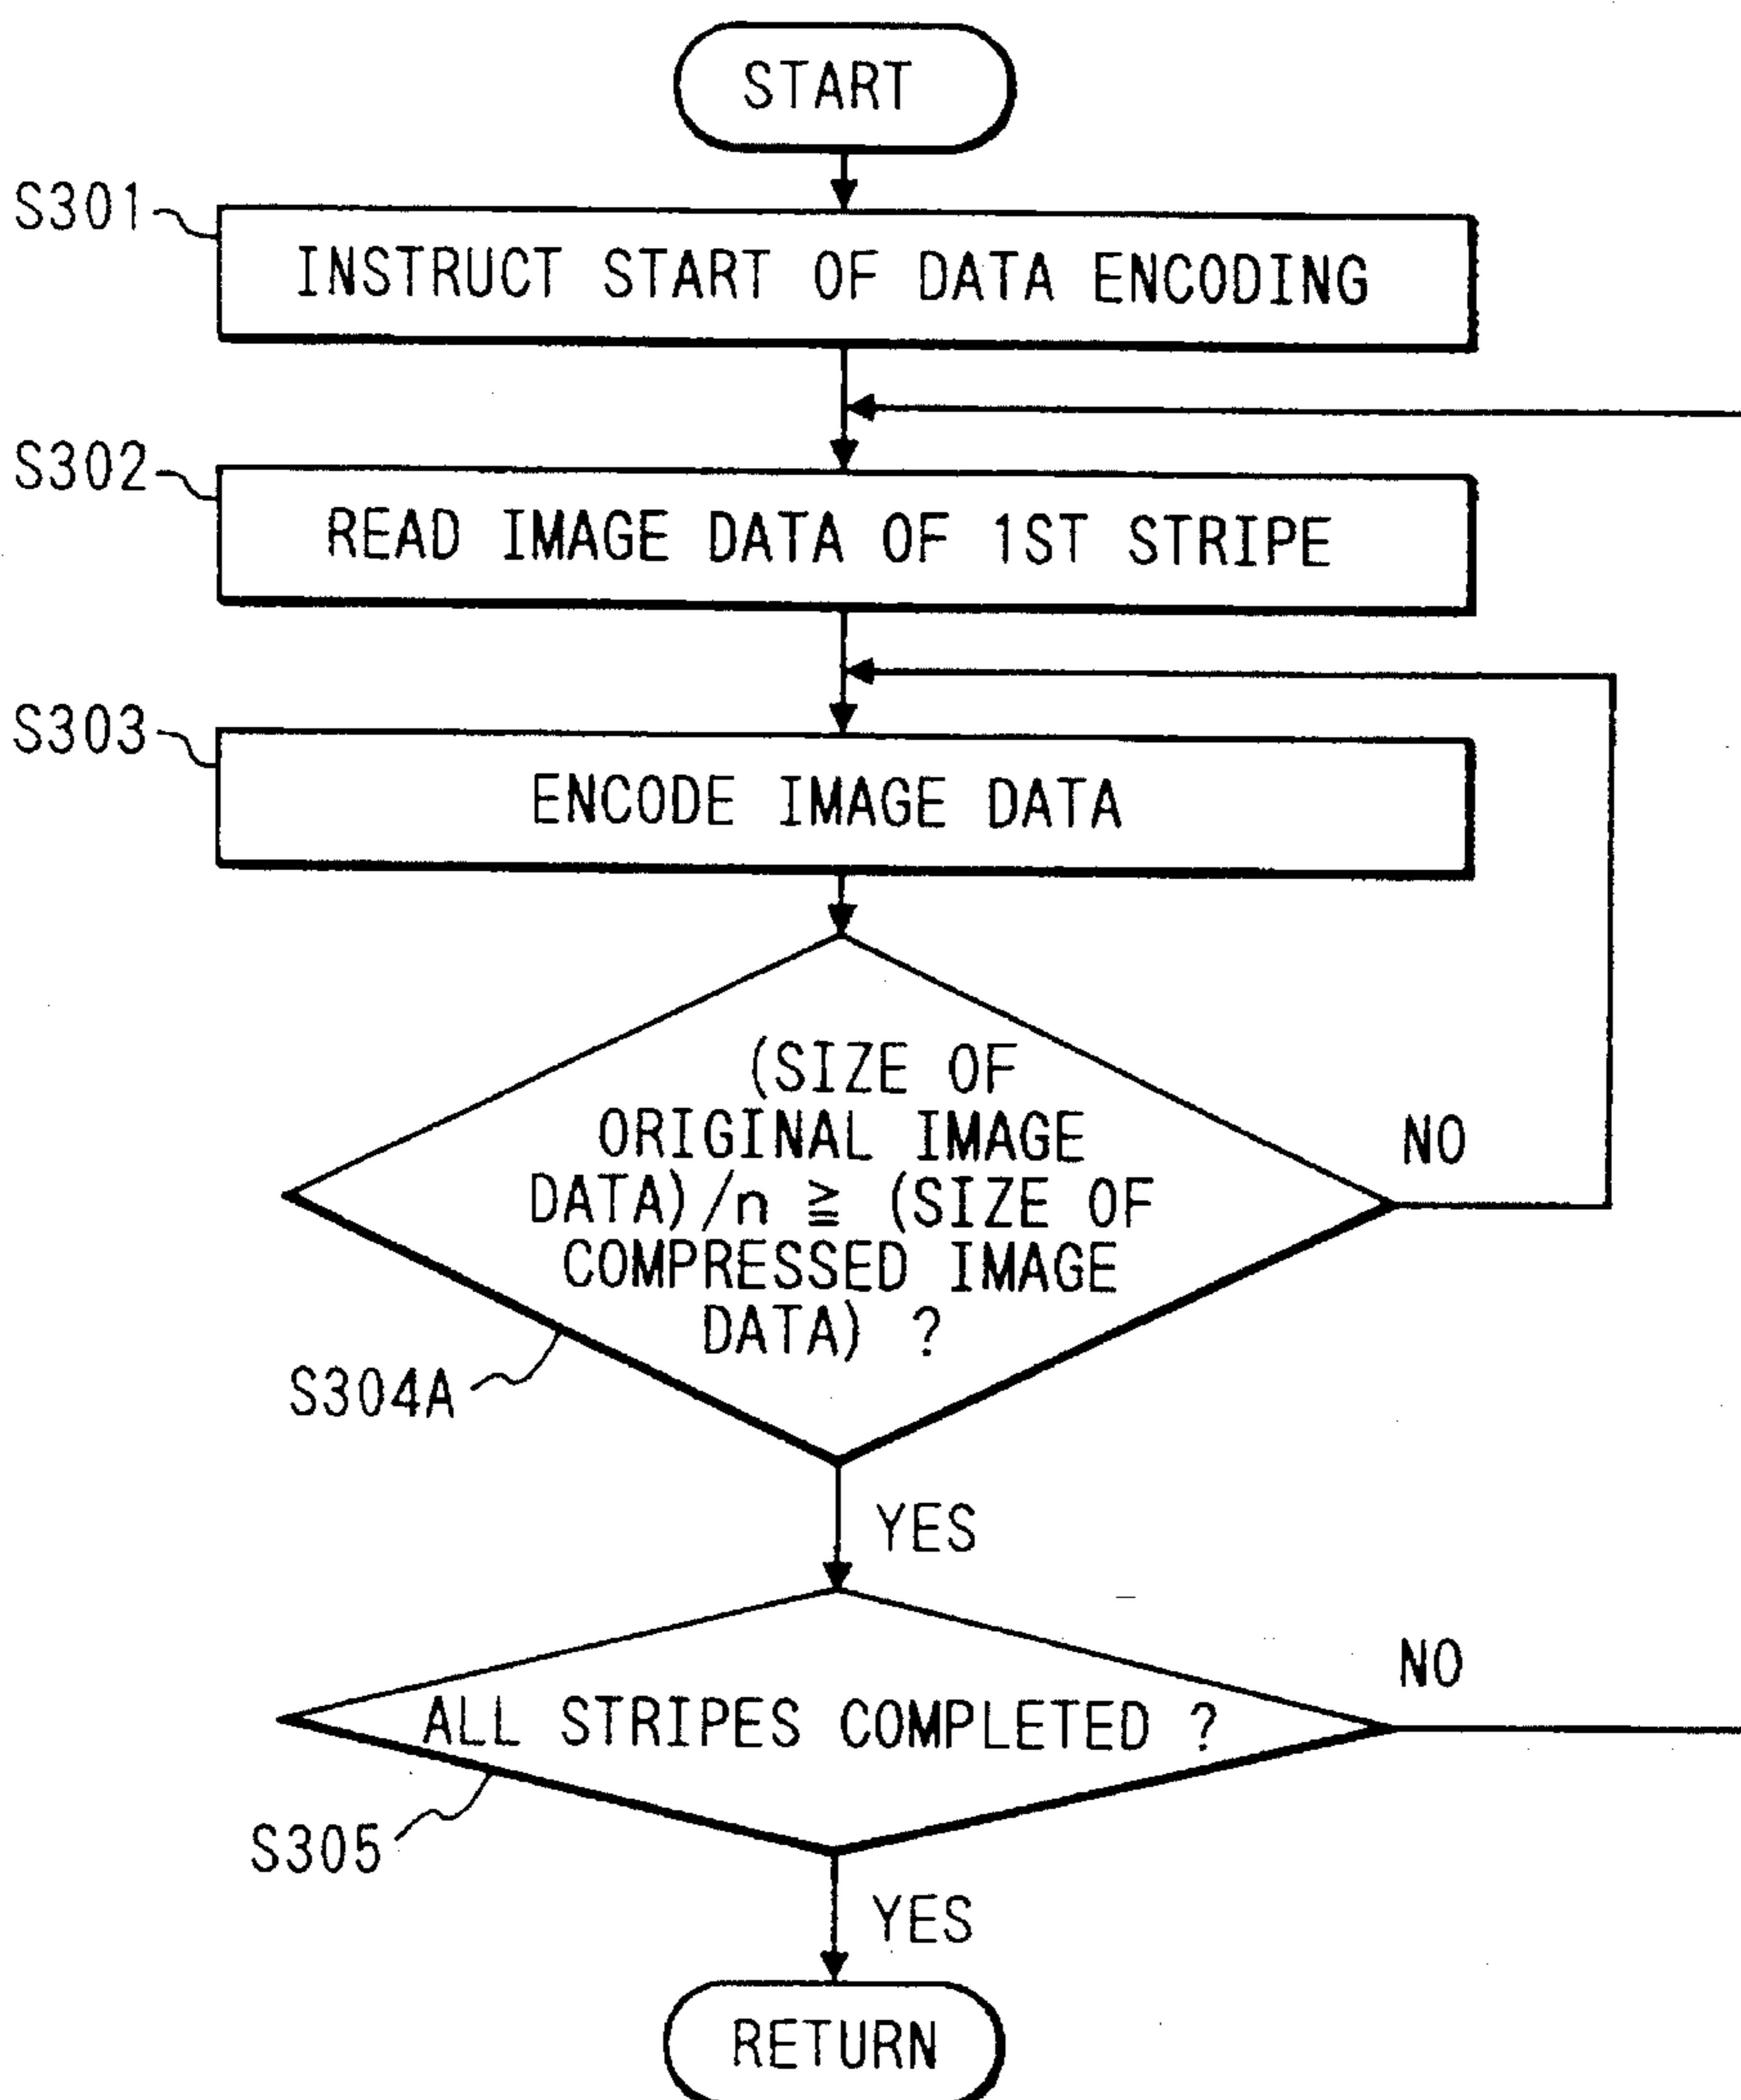 START
S301
INSTRUCT START OF DATA ENCODING
S302
READ IMAGE DATA OF 1ST STRIPE
S303
ENCODE IMAGE DATA
(SIZE OF
ORIGINAL IMAGE
DATA)/n ≧ (SIZE OF
COMPRESSED IMAGE
DATA) ?
NO
S304A
YES
ALL STRIPES COMPLETED ?
NO
S305
YES
RETURN